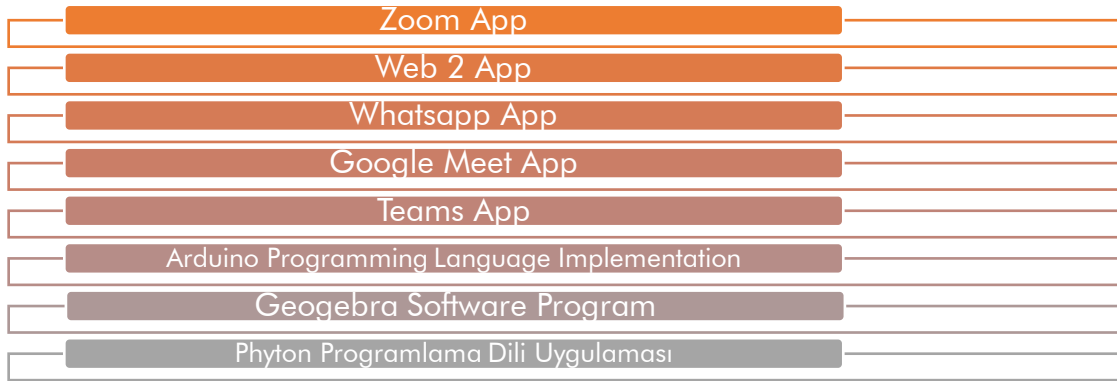 Zoom App
Web 2 App
Whatsapp App
Google Meet App
Teams App
Arduino Programming Language Implementation
Geogebra Software Program
Phyton Programlama Dili Uygulaması